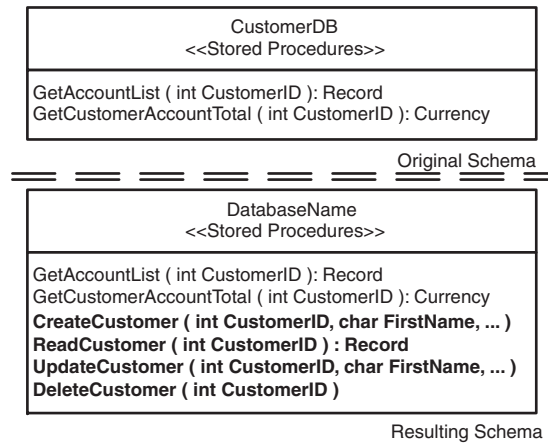 CustomerDB
<<Stored Procedures>>
GetAccountList ( int CustomerID ): Record
GetCustomerAccountTotal ( int CustomerID ): Currency
Original Schema
DatabaseName
<<Stored Procedures>>
GetAccountList ( int CustomerID ): Record
GetCustomerAccountTotal ( int CustomerID ): Currency
CreateCustomer ( int CustomerID, char FirstName, ... )
ReadCustomer ( int CustomerID ) : Record
UpdateCustomer ( int CustomerID, char FirstName, ... )
DeleteCustomer ( int CustomerID )
Resulting Schema